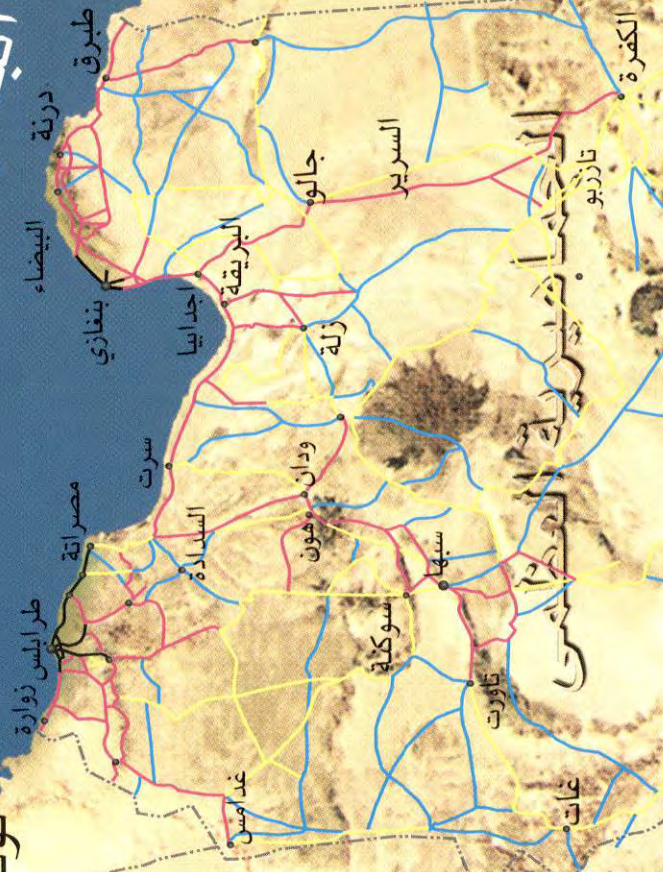 طبرق
درنة
البيضاء
بنغازي
اجدابيا
البريقة
جالو
السرير
الكفرة
تازربو
زلة
سرت
ودان
هون
السدادة
مصراتة
طرابلس
زوارة
سوكنة
سبها
تاورت
غدامس
غات